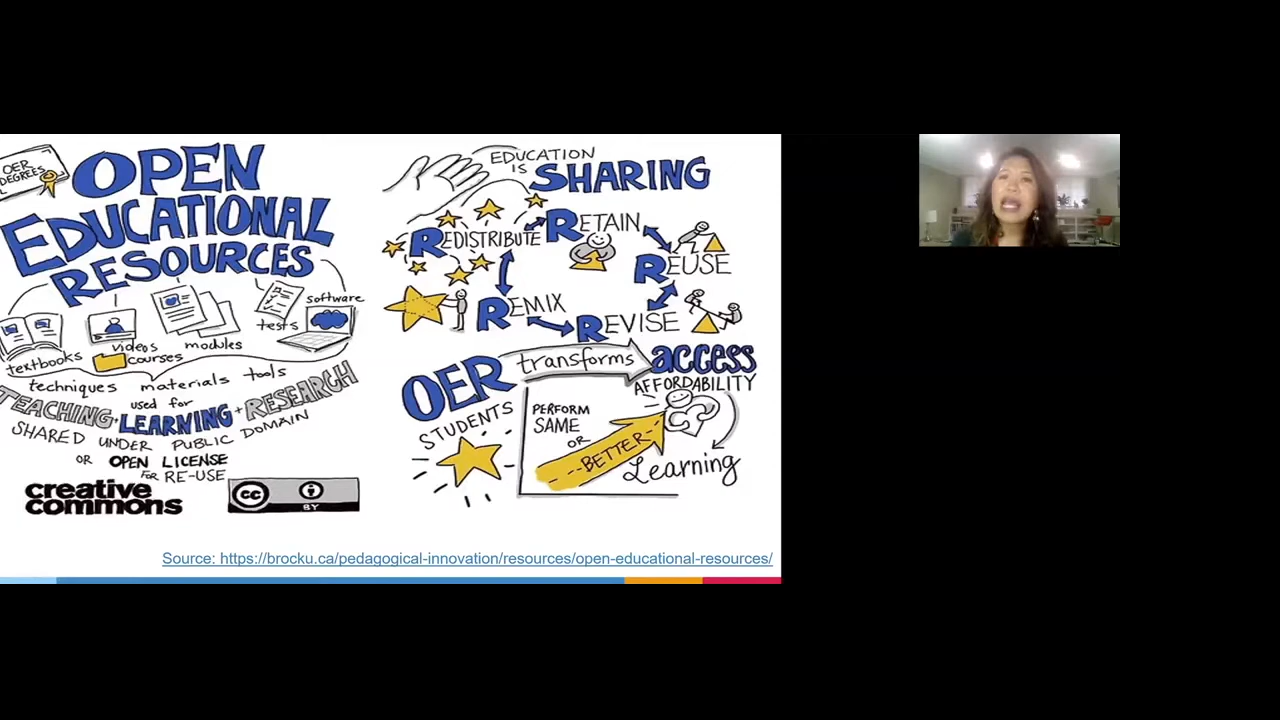 OER
DEGREES
OPEN
EDUCATIONAL
RESOURCES
software
tests
videos
modules
textbooks
courses
techniques materials tools
used for
TEACHING + LEARNING + RESEARCH
SHARED UNDER PUBLIC DOMAIN
OR OPEN LICENSE
FOR RE-USE
creative
commons
cc
BY
EDUCATION
IS SHARING
RETAIN
REDISTRIBUTE
REUSE
REMIX
REVISE
OER transforms access
AFFORDABILITY
STUDENTS
PERFORM
SAME
OR
BETTER
Learning
Source: https://brocku.ca/pedagogical-innovation/resources/open-educational-resources/